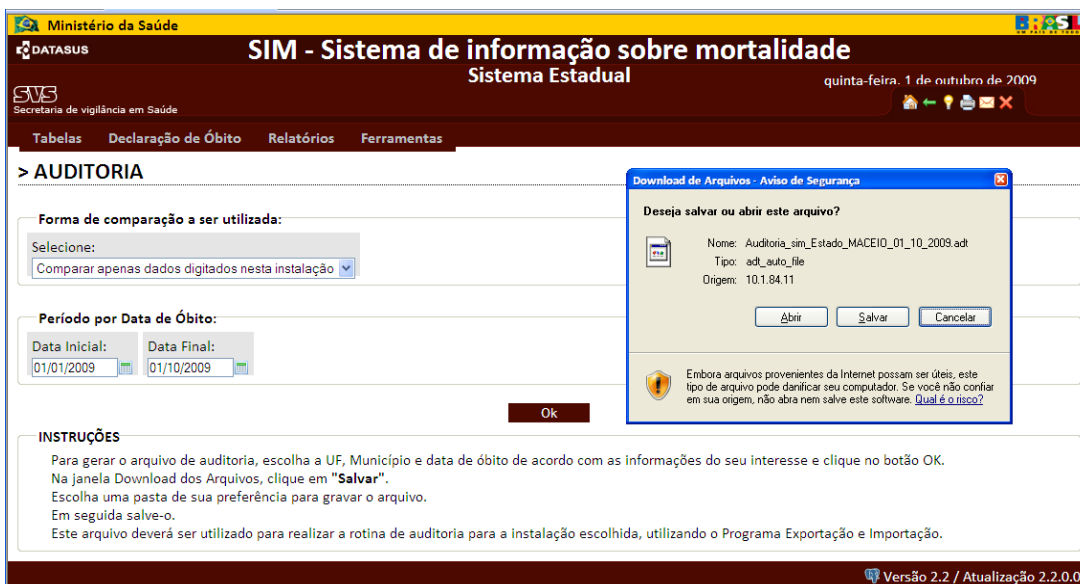 Ministério da Saúde
BRASIL
UM PAÍS DE TODOS
DATASUS
SIM - Sistema de informação sobre mortalidade
Sistema Estadual
quinta-feira, 1 de outubro de 2009
SVS
Secretaria de vigilância em Saúde
Tabelas Declaração de Óbito Relatórios Ferramentas
> AUDITORIA
Forma de comparação a ser utilizada:
Selecione:
Comparar apenas dados digitados nesta instalação
Período por Data de Óbito:
Data Inicial: Data Final:
01/01/2009 01/10/2009
Ok
Download de Arquivos - Aviso de Segurança
Deseja salvar ou abrir este arquivo?
Nome: Auditoria_sim_Estado_MACEIO_01_10_2009.adt
Tipo: adt_auto_file
Origem: 10.1.84.11
Abrir Salvar Cancelar
Embora arquivos provenientes da Internet possam ser úteis, este
tipo de arquivo pode danificar seu computador. Se você não confiar
em sua origem, não abra nem salve este software. Qual é o risco?
INSTRUÇÕES
Para gerar o arquivo de auditoria, escolha a UF, Município e data de óbito de acordo com as informações do seu interesse e clique no botão OK.
Na janela Download dos Arquivos, clique em "Salvar".
Escolha uma pasta de sua preferência para gravar o arquivo.
Em seguida salve-o.
Este arquivo deverá ser utilizado para realizar a rotina de auditoria para a instalação escolhida, utilizando o Programa Exportação e Importação.
Versão 2.2 / Atualização 2.2.0.0